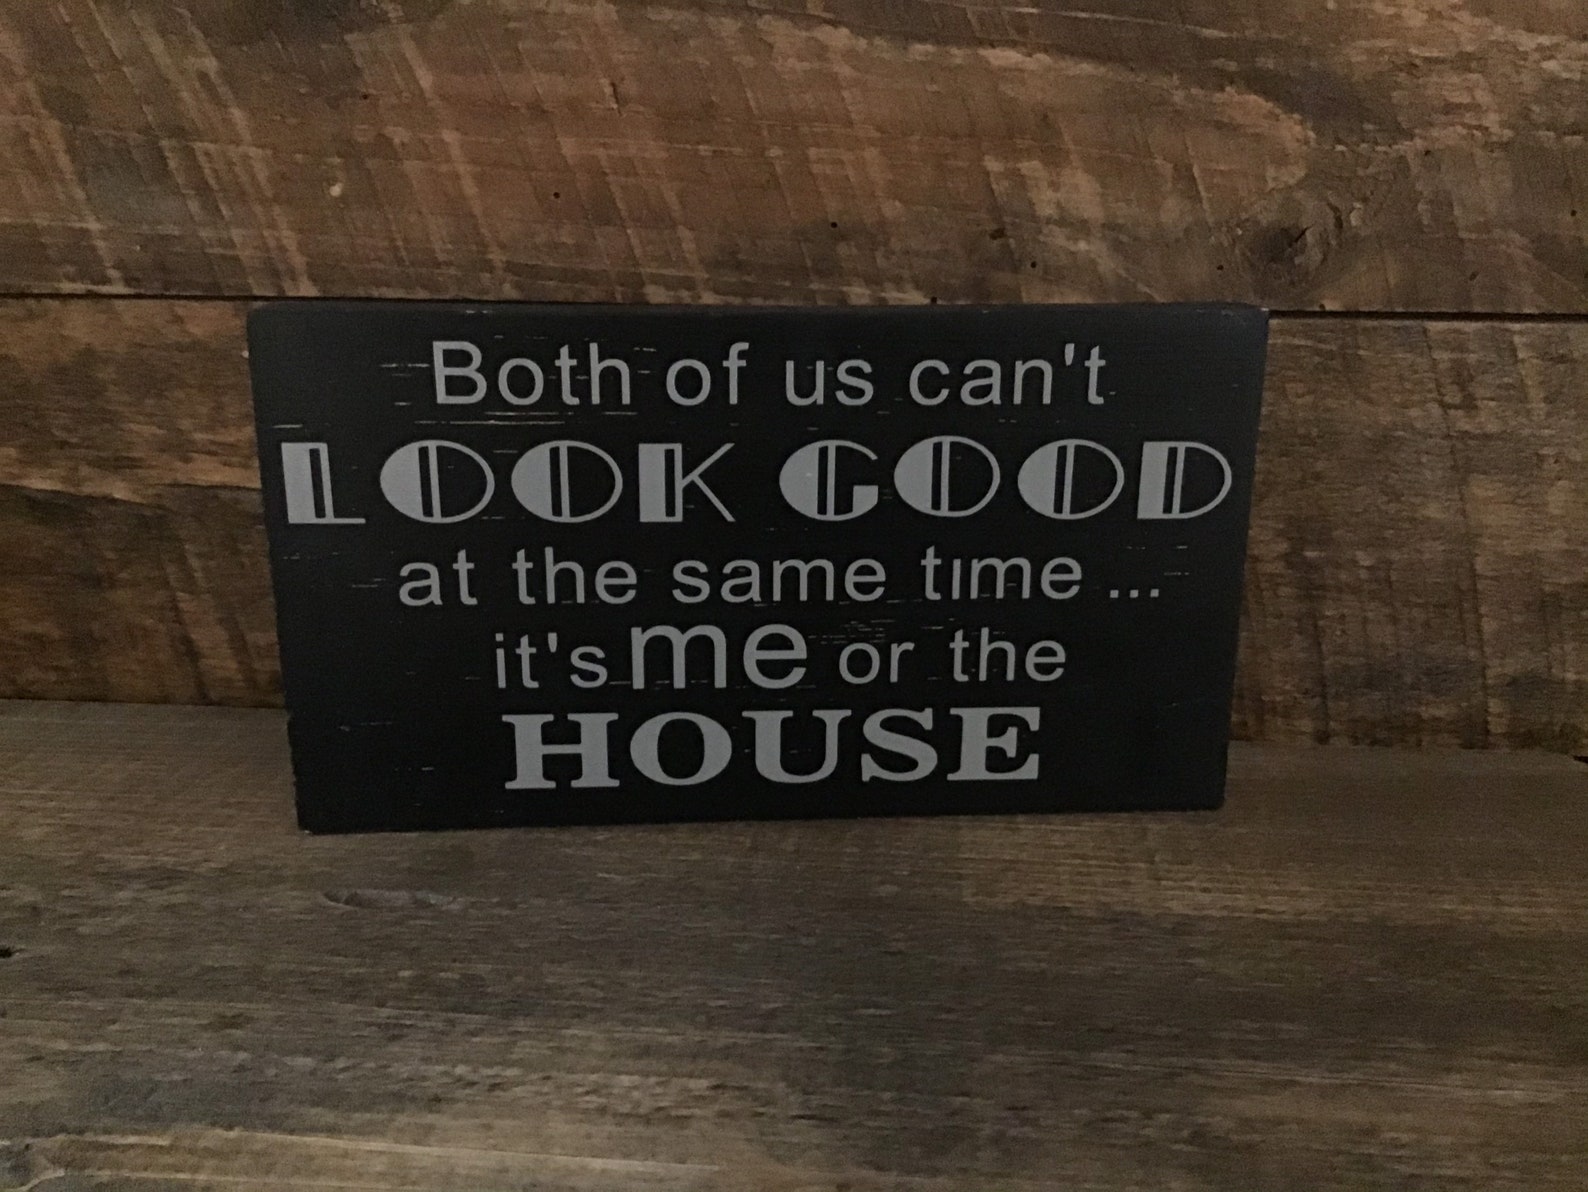 Both of us can't
LOOK GOOD
at the same time ...
it's me or the
HOUSE